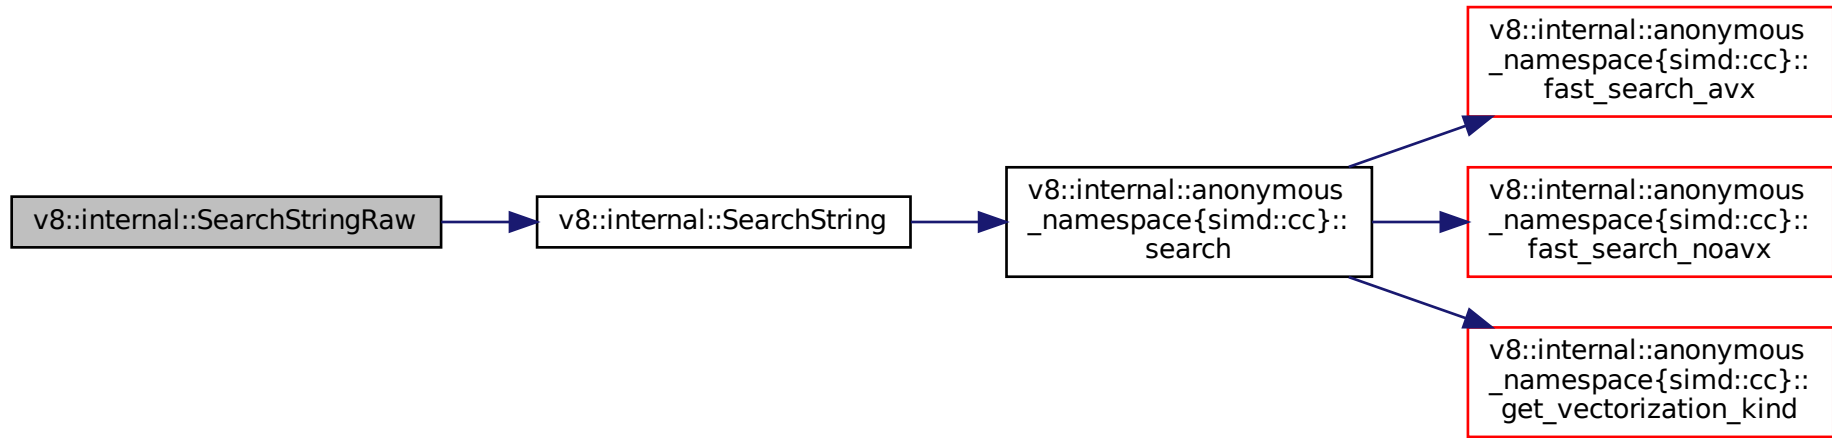 v8::internal::SearchStringRaw
v8::internal::SearchString
v8::internal::anonymous
_namespace{simd::cc}::
search
v8::internal::anonymous
_namespace{simd::cc}::
fast_search_avx
v8::internal::anonymous
_namespace{simd::cc}::
fast_search_noavx
v8::internal::anonymous
_namespace{simd::cc}::
get_vectorization_kind